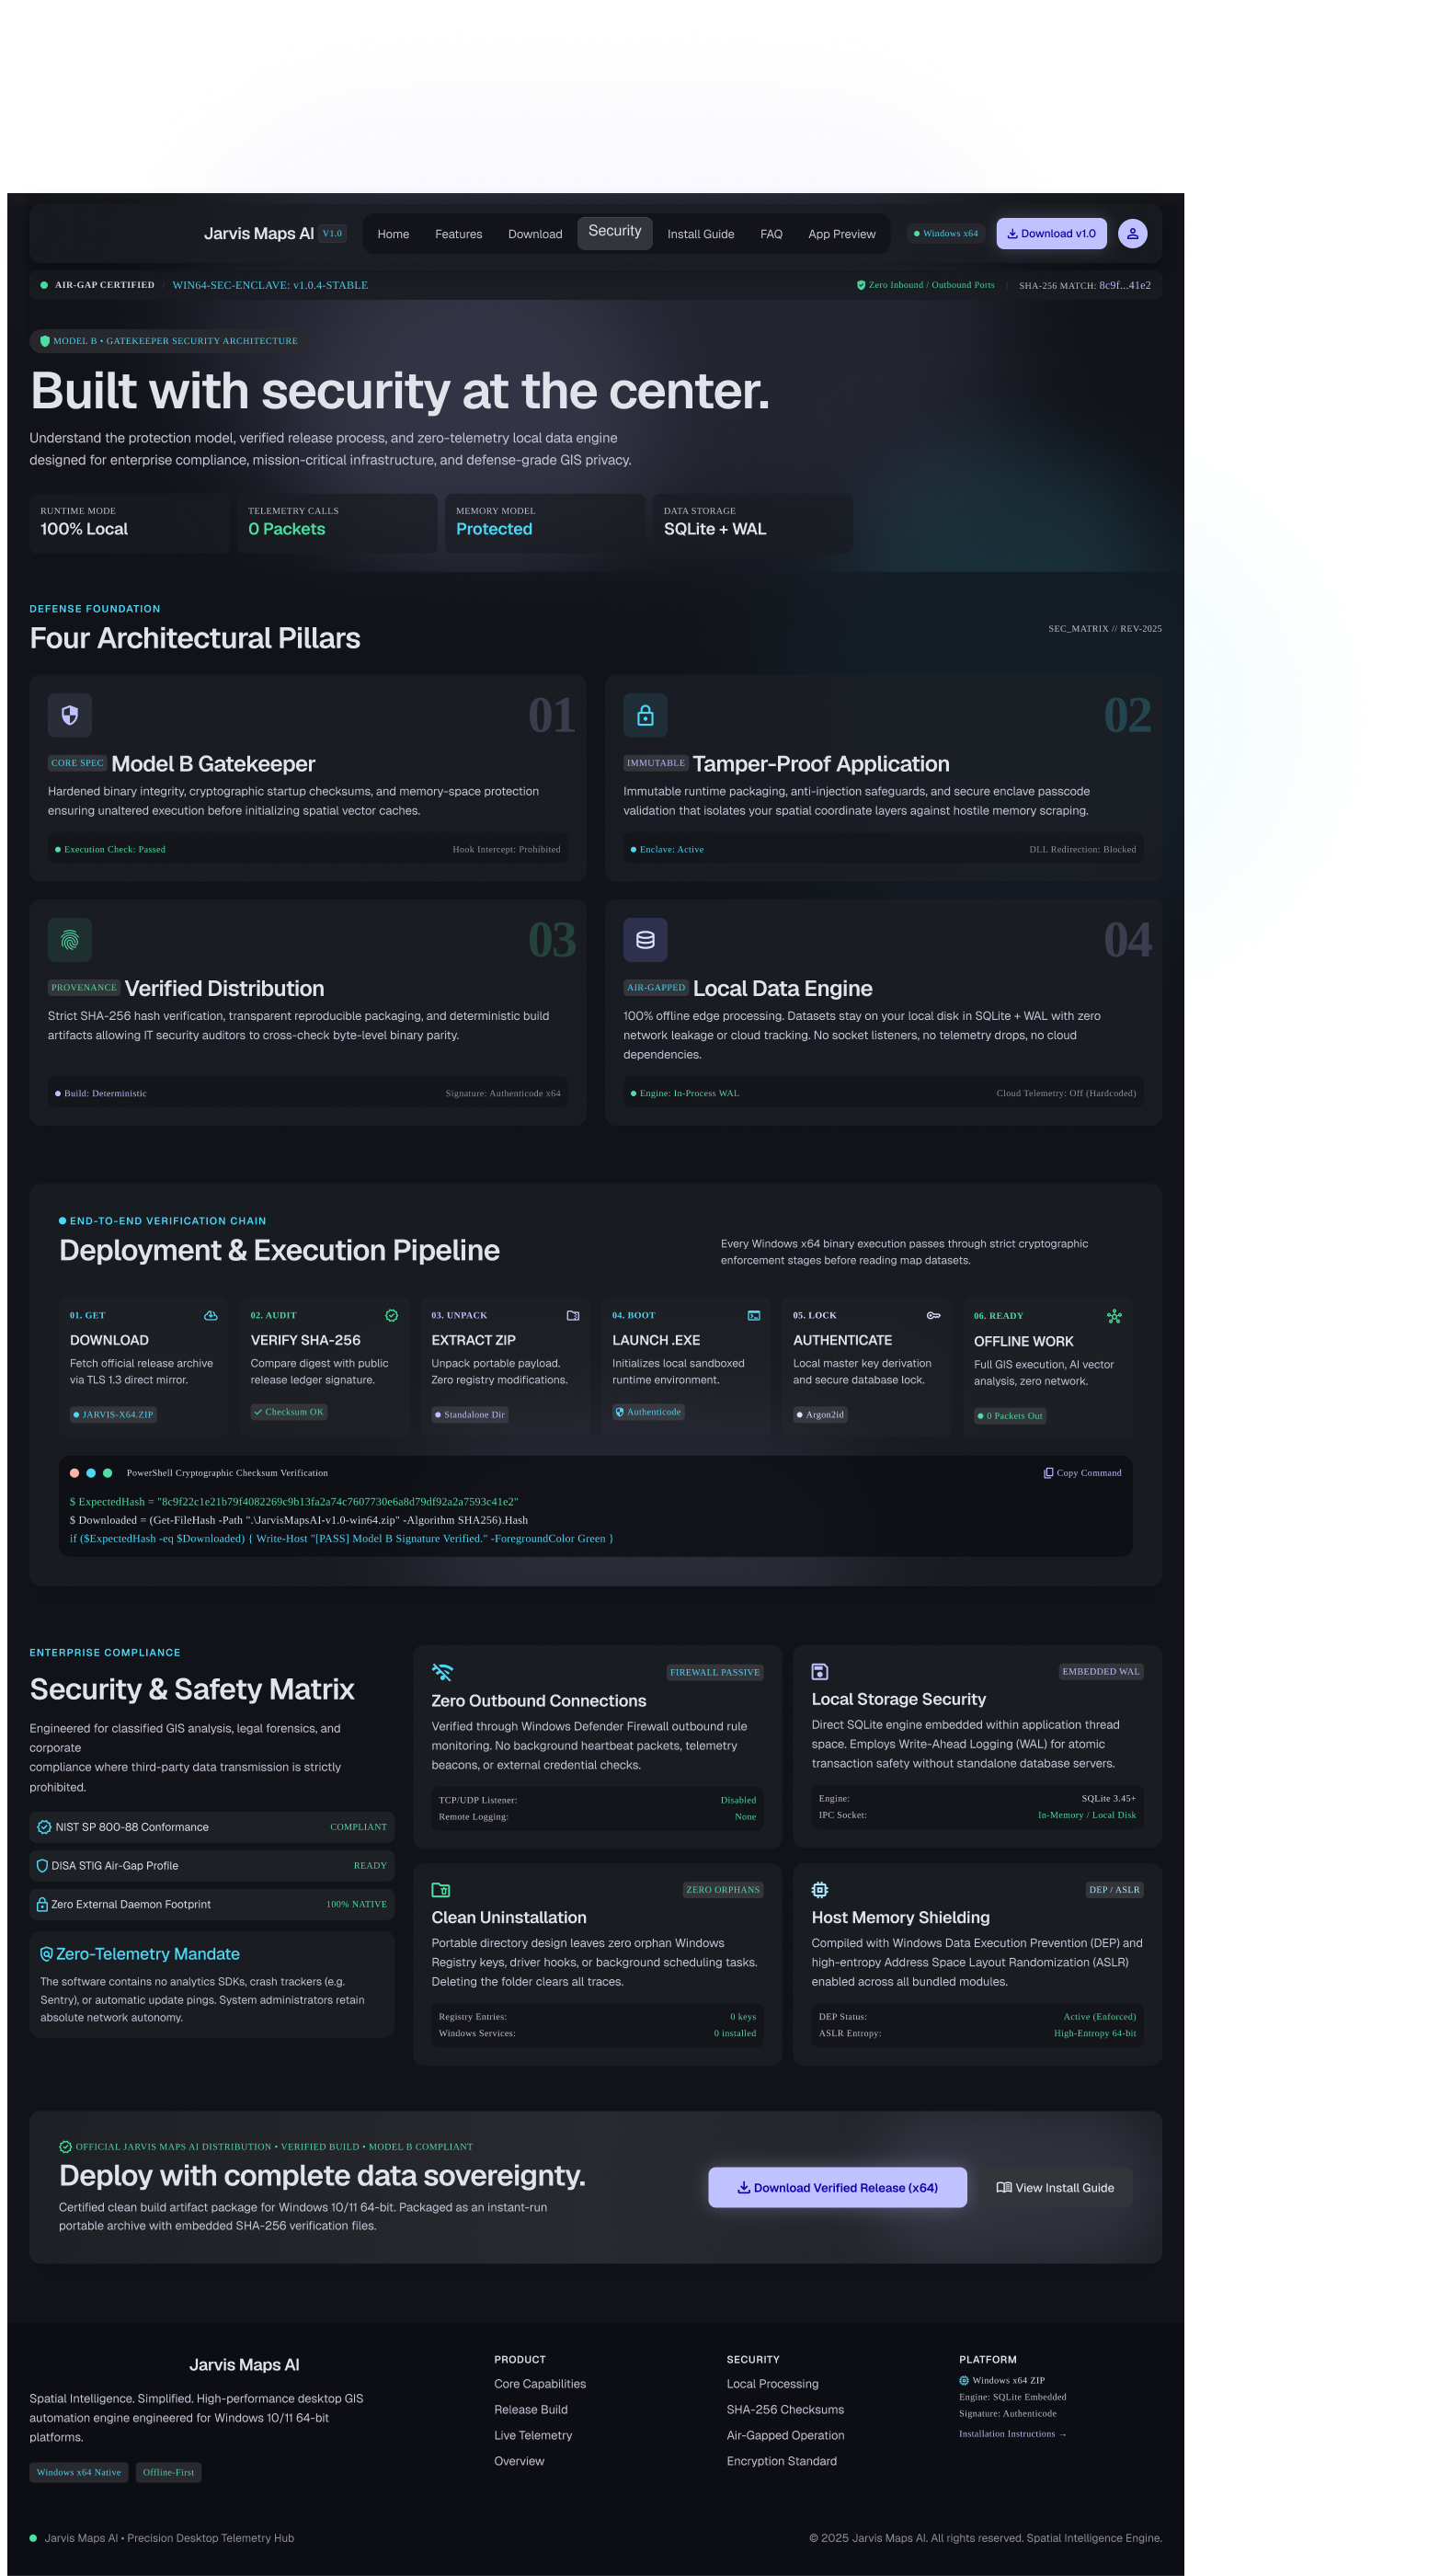 Jarvis Maps AI V1.0 Home Features Download Security Install Guide FAQ App Preview Windows x64 Download v1.0
AIR-GAP CERTIFIED / WIN64-SEC-ENCLAVE: v1.0.4-STABLE Zero Inbound / Outbound Ports | SHA-256 MATCH: 8c9f...41e2
MODEL B • GATEKEEPER SECURITY ARCHITECTURE
Built with security at the center.
Understand the protection model, verified release process, and zero-telemetry local data engine
designed for enterprise compliance, mission-critical infrastructure, and defense-grade GIS privacy.
RUNTIME MODE
100% Local
TELEMETRY CALLS
0 Packets
MEMORY MODEL
Protected
DATA STORAGE
SQLite + WAL
DEFENSE FOUNDATION
Four Architectural Pillars
SEC_MATRIX // REV-2025
01
CORE SPEC Model B Gatekeeper
Hardened binary integrity, cryptographic startup checksums, and memory-space protection
ensuring unaltered execution before initializing spatial vector caches.
Execution Check: Passed Hook Intercept: Prohibited
02
IMMUTABLE Tamper-Proof Application
Immutable runtime packaging, anti-injection safeguards, and secure enclave passcode
validation that isolates your spatial coordinate layers against hostile memory scraping.
Enclave: Active DLL Redirection: Blocked
03
PROVENANCE Verified Distribution
Strict SHA-256 hash verification, transparent reproducible packaging, and deterministic build
artifacts allowing IT security auditors to cross-check byte-level binary parity.
Build: Deterministic Signature: Authenticode x64
04
AIR-GAPPED Local Data Engine
100% offline edge processing. Datasets stay on your local disk in SQLite + WAL with zero
network leakage or cloud tracking. No socket listeners, no telemetry drops, no cloud
dependencies.
Engine: In-Process WAL Cloud Telemetry: Off (Hardcoded)
END-TO-END VERIFICATION CHAIN
Deployment & Execution Pipeline
Every Windows x64 binary execution passes through strict cryptographic
enforcement stages before reading map datasets.
01. GET
DOWNLOAD
Fetch official release archive
via TLS 1.3 direct mirror.
JARVIS-X64.ZIP
02. AUDIT
VERIFY SHA-256
Compare digest with public
release ledger signature.
Checksum OK
03. UNPACK
EXTRACT ZIP
Unpack portable payload.
Zero registry modifications.
Standalone Dir
04. BOOT
LAUNCH .EXE
Initializes local sandboxed
runtime environment.
Authenticode
05. LOCK
AUTHENTICATE
Local master key derivation
and secure database lock.
Argon2id
06. READY
OFFLINE WORK
Full GIS execution, AI vector
analysis, zero network.
0 Packets Out
PowerShell Cryptographic Checksum Verification Copy Command
$ ExpectedHash = "8c9f22c1e21b79f4082269c9b13fa2a74c7607730e6a8d79df92a2a7593c41e2"
$ Downloaded = (Get-FileHash -Path ".\JarvisMapsAI-v1.0-win64.zip" -Algorithm SHA256).Hash
if ($ExpectedHash -eq $Downloaded) { Write-Host "[PASS] Model B Signature Verified." -ForegroundColor Green }
ENTERPRISE COMPLIANCE
Security & Safety Matrix
Engineered for classified GIS analysis, legal forensics, and
corporate
compliance where third-party data transmission is strictly
prohibited.
NIST SP 800-88 Conformance COMPLIANT
DISA STIG Air-Gap Profile READY
Zero External Daemon Footprint 100% NATIVE
Zero-Telemetry Mandate
The software contains no analytics SDKs, crash trackers (e.g.
Sentry), or automatic update pings. System administrators retain
absolute network autonomy.
FIREWALL PASSIVE
Zero Outbound Connections
Verified through Windows Defender Firewall outbound rule
monitoring. No background heartbeat packets, telemetry
beacons, or external credential checks.
TCP/UDP Listener: Disabled
Remote Logging: None
EMBEDDED WAL
Local Storage Security
Direct SQLite engine embedded within application thread
space. Employs Write-Ahead Logging (WAL) for atomic
transaction safety without standalone database servers.
Engine: SQLite 3.45+
IPC Socket: In-Memory / Local Disk
ZERO ORPHANS
Clean Uninstallation
Portable directory design leaves zero orphan Windows
Registry keys, driver hooks, or background scheduling tasks.
Deleting the folder clears all traces.
Registry Entries: 0 keys
Windows Services: 0 installed
DEP / ASLR
Host Memory Shielding
Compiled with Windows Data Execution Prevention (DEP) and
high-entropy Address Space Layout Randomization (ASLR)
enabled across all bundled modules.
DEP Status: Active (Enforced)
ASLR Entropy: High-Entropy 64-bit
OFFICIAL JARVIS MAPS AI DISTRIBUTION • VERIFIED BUILD • MODEL B COMPLIANT
Deploy with complete data sovereignty.
Certified clean build artifact package for Windows 10/11 64-bit. Packaged as an instant-run
portable archive with embedded SHA-256 verification files.
Download Verified Release (x64) View Install Guide
Jarvis Maps AI
Spatial Intelligence. Simplified. High-performance desktop GIS
automation engine engineered for Windows 10/11 64-bit
platforms.
Windows x64 Native Offline-First
PRODUCT
Core Capabilities
Release Build
Live Telemetry
Overview
SECURITY
Local Processing
SHA-256 Checksums
Air-Gapped Operation
Encryption Standard
PLATFORM
Windows x64 ZIP
Engine: SQLite Embedded
Signature: Authenticode
Installation Instructions →
Jarvis Maps AI • Precision Desktop Telemetry Hub
© 2025 Jarvis Maps AI. All rights reserved. Spatial Intelligence Engine.